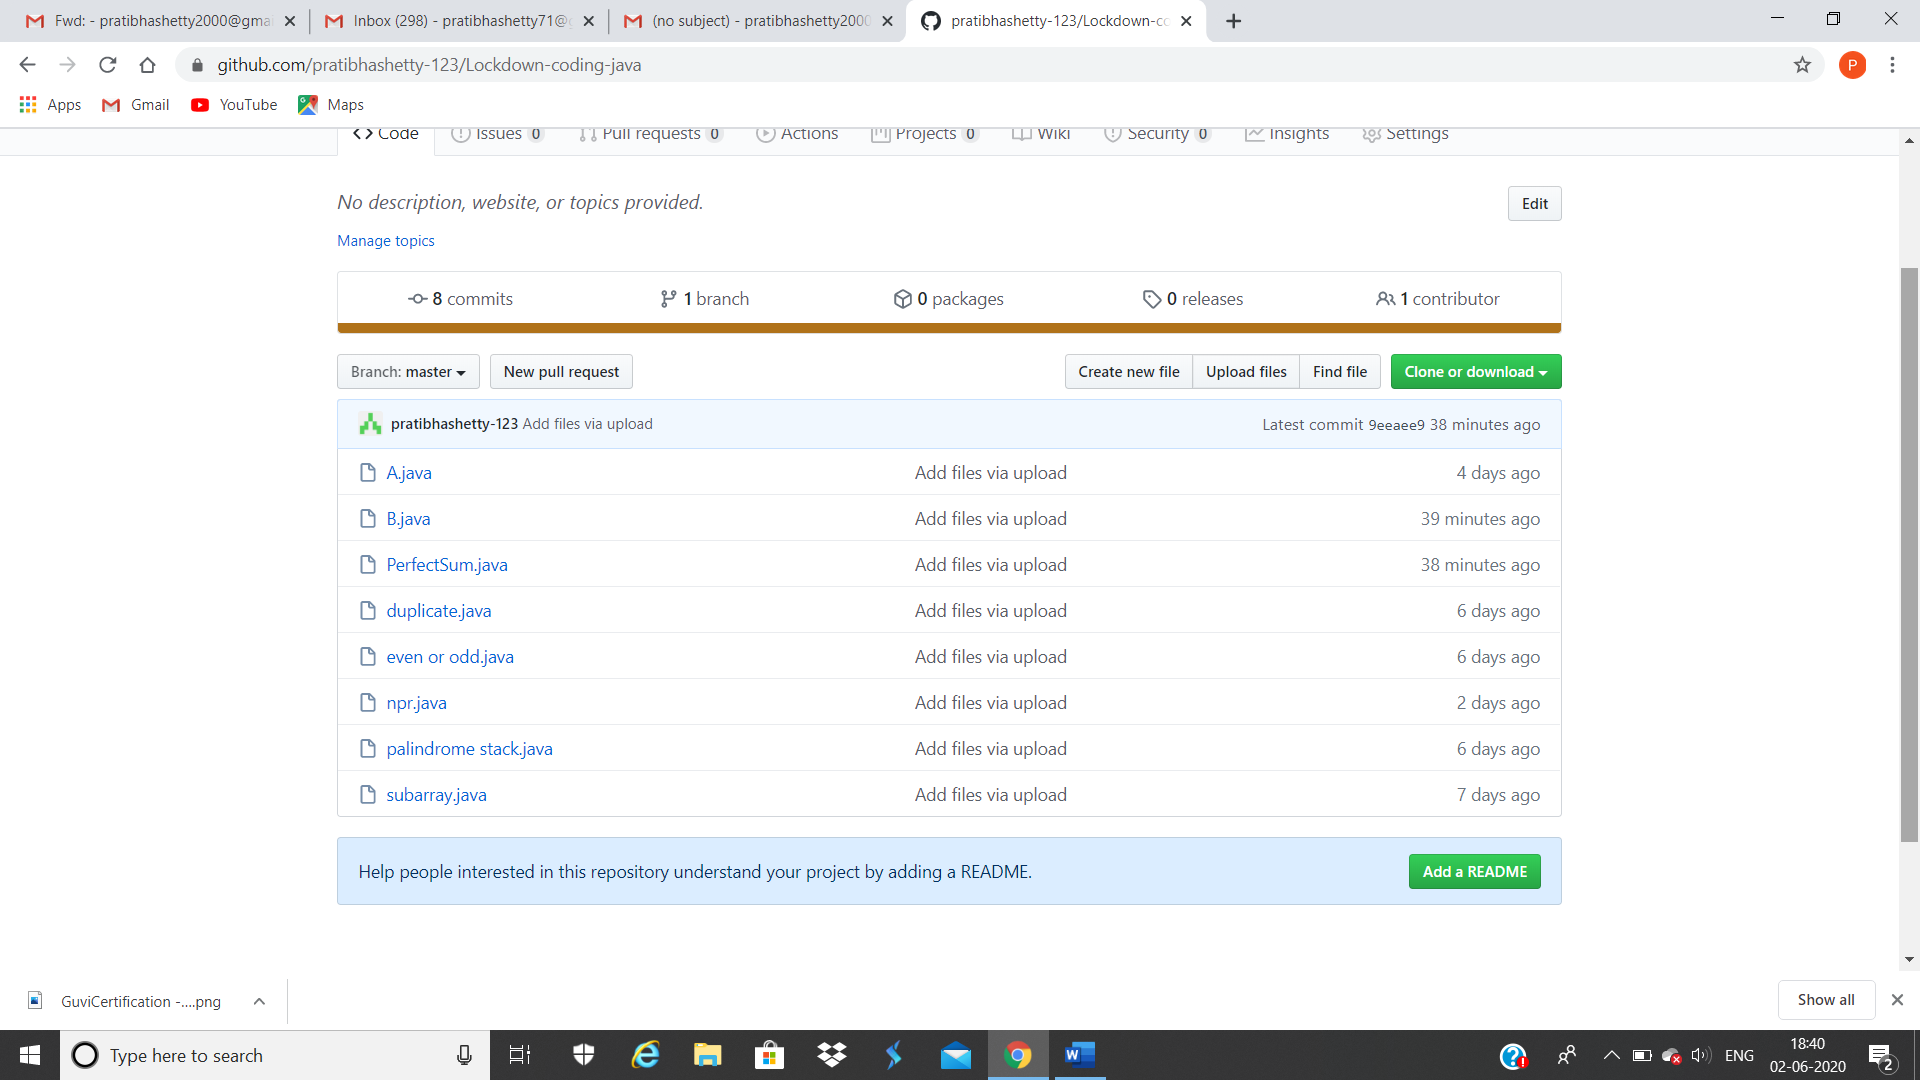 Fwd: - pratibhashetty2000@gmai
Inbox (298) - pratibhashetty71@g
(no subject) - pratibhashetty2000
pratibhashetty-123/Lockdown-co
github.com/pratibhashetty-123/Lockdown-coding-java
P
Apps Gmail YouTube Maps
Code Issues 0 Pull requests 0 Actions Projects 0 Wiki Security 0 Insights Settings
No description, website, or topics provided. Edit
Manage topics
8 commits 1 branch 0 packages 0 releases 1 contributor
Branch: master New pull request Create new file Upload files Find file Clone or download
pratibhashetty-123 Add files via upload Latest commit 9eeaee9 38 minutes ago
A.java Add files via upload 4 days ago
B.java Add files via upload 39 minutes ago
PerfectSum.java Add files via upload 38 minutes ago
duplicate.java Add files via upload 6 days ago
even or odd.java Add files via upload 6 days ago
npr.java Add files via upload 2 days ago
palindrome stack.java Add files via upload 6 days ago
subarray.java Add files via upload 7 days ago
Help people interested in this repository understand your project by adding a README. Add a README
GuviCertification -....png Show all
Type here to search ENG 18:40
02-06-2020 2